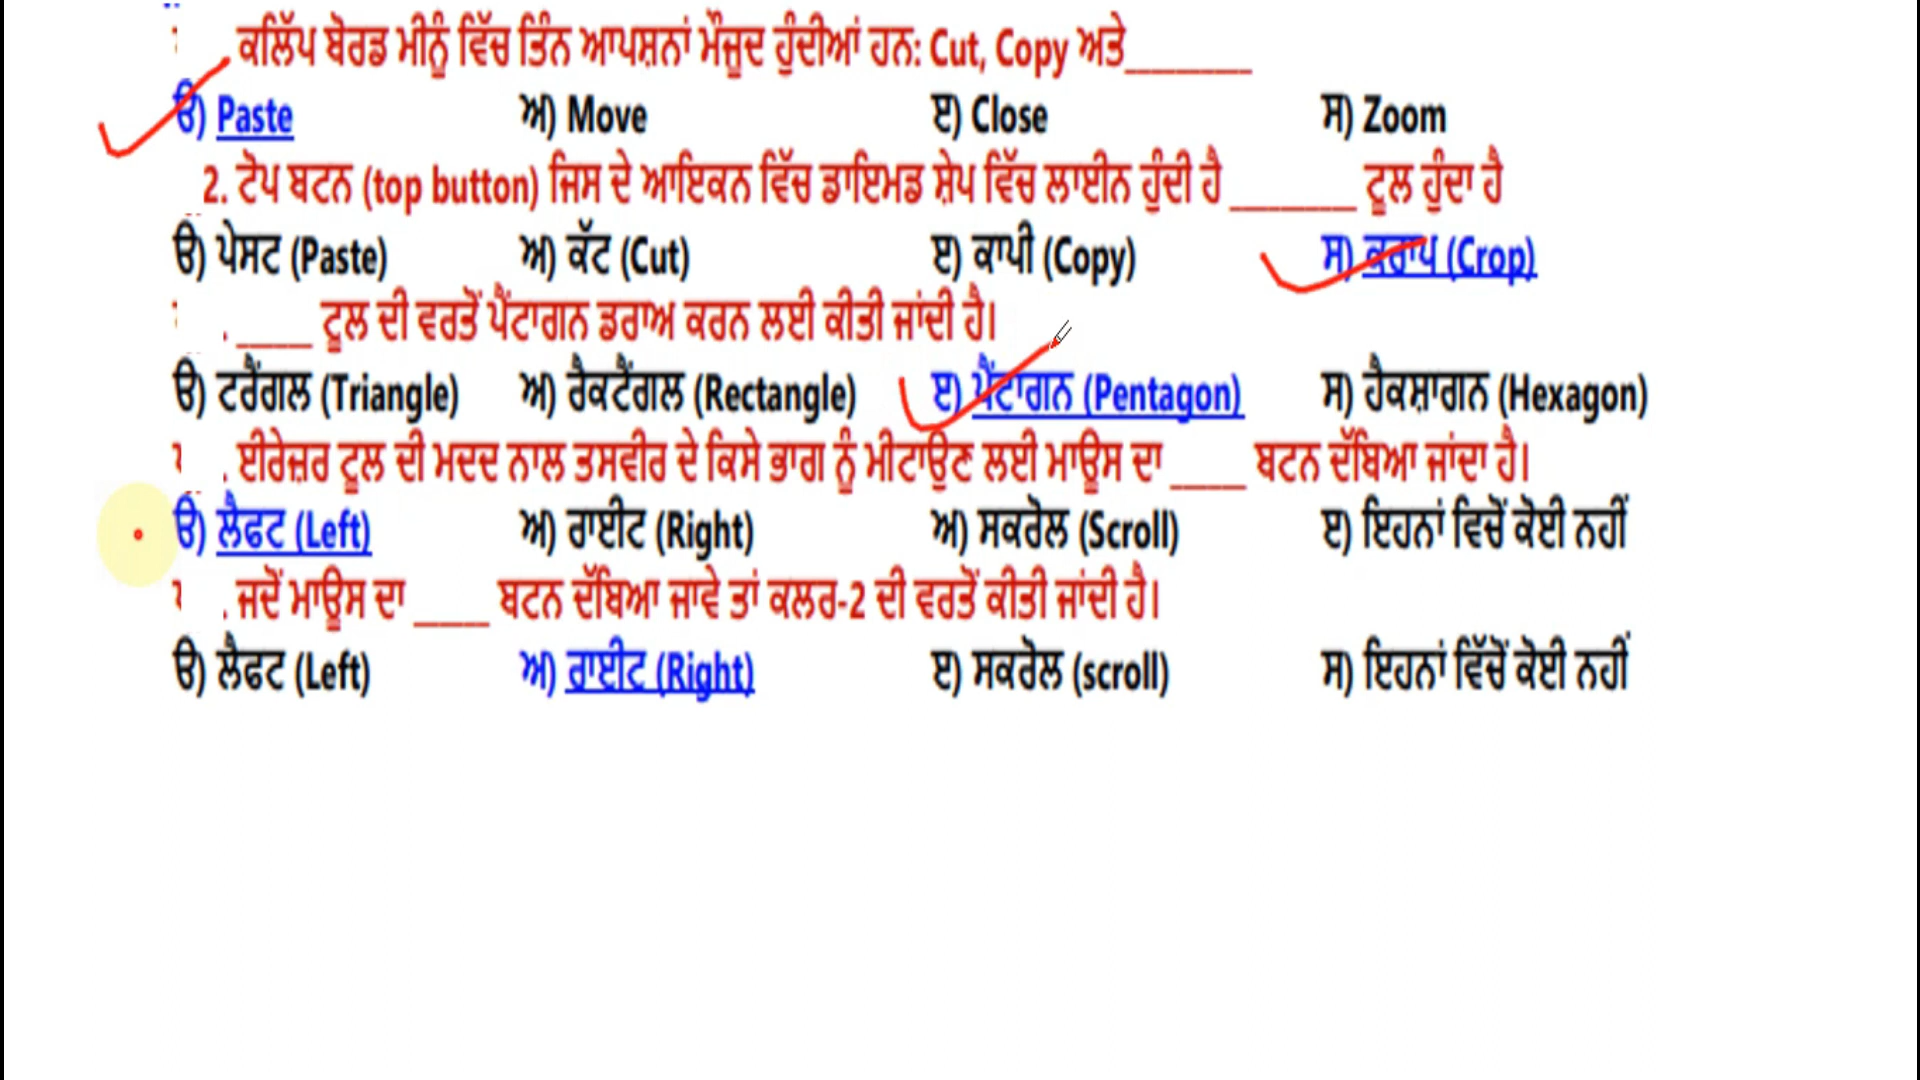 ਕਲਿੱਪ ਬੋਰਡ ਮੀਨੂੰ ਵਿੱਚ ਤਿੰਨ ਆਪਸ਼ਨਾਂ ਮੌਜੂਦ ਹੁੰਦੀਆਂ ਹਨ: Cut, Copy ਅਤੇ__________
ੳ) Paste ਅ) Move ੲ) Close ਸ) Zoom
2. ਟੋਪ ਬਟਨ (top button) ਜਿਸ ਦੇ ਆਇਕਨ ਵਿੱਚ ਡਾਇਮਡ ਸ਼ੇਪ ਵਿੱਚ ਲਾਈਨ ਹੁੰਦੀ ਹੈ __________ ਟੂਲ ਹੁੰਦਾ ਹੈ
ੳ) ਪੇਸਟ (Paste) ਅ) ਕੱਟ (Cut) ੲ) ਕਾਪੀ (Copy) ਸ) ਕਰਾਪ (Crop)
. ______ ਟੂਲ ਦੀ ਵਰਤੋਂ ਪੈਂਟਾਗਨ ਡਰਾਅ ਕਰਨ ਲਈ ਕੀਤੀ ਜਾਂਦੀ ਹੈ।
ੳ) ਟਰੈਂਗਲ (Triangle) ਅ) ਰੈਕਟੈਂਗਲ (Rectangle) ੲ) ਪੈਂਟਾਗਨ (Pentagon) ਸ) ਹੈਕਸ਼ਾਗਨ (Hexagon)
. ਈਰੇਜ਼ਰ ਟੂਲ ਦੀ ਮਦਦ ਨਾਲ ਤਸਵੀਰ ਦੇ ਕਿਸੇ ਭਾਗ ਨੂੰ ਮੀਟਾਉਣ ਲਈ ਮਾਊਸ ਦਾ ______ ਬਟਨ ਦੱਬਿਆ ਜਾਂਦਾ ਹੈ।
ੳ) ਲੈਫਟ (Left) ਅ) ਰਾਈਟ (Right) ਅ) ਸਕਰੋਲ (Scroll) ੲ) ਇਹਨਾਂ ਵਿਚੋਂ ਕੋਈ ਨਹੀਂ
. ਜਦੋਂ ਮਾਊਸ ਦਾ ______ ਬਟਨ ਦੱਬਿਆ ਜਾਵੇ ਤਾਂ ਕਲਰ-2 ਦੀ ਵਰਤੋਂ ਕੀਤੀ ਜਾਂਦੀ ਹੈ।
ੳ) ਲੈਫਟ (Left) ਅ) ਰਾਈਟ (Right) ੲ) ਸਕਰੋਲ (scroll) ਸ) ਇਹਨਾਂ ਵਿੱਚੋਂ ਕੋਈ ਨਹੀਂ